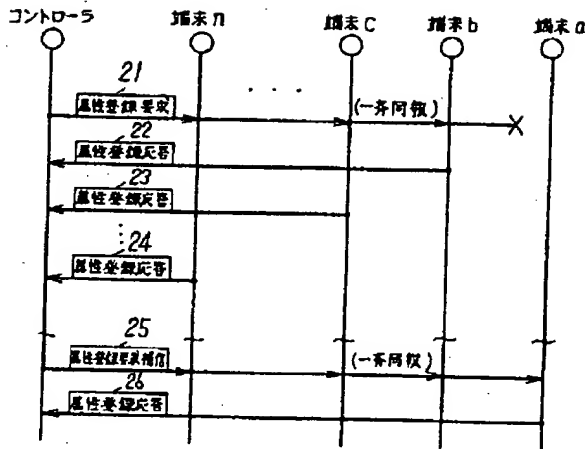 コントローラ 端末n 端末c 端末b 端末a
21
属性登録要求
(一斉同報)
22
属性登録応答
23
属性登録応答
24
属性登録応答
25
属性登録要求補信
(一斉同報)
26
属性登録応答